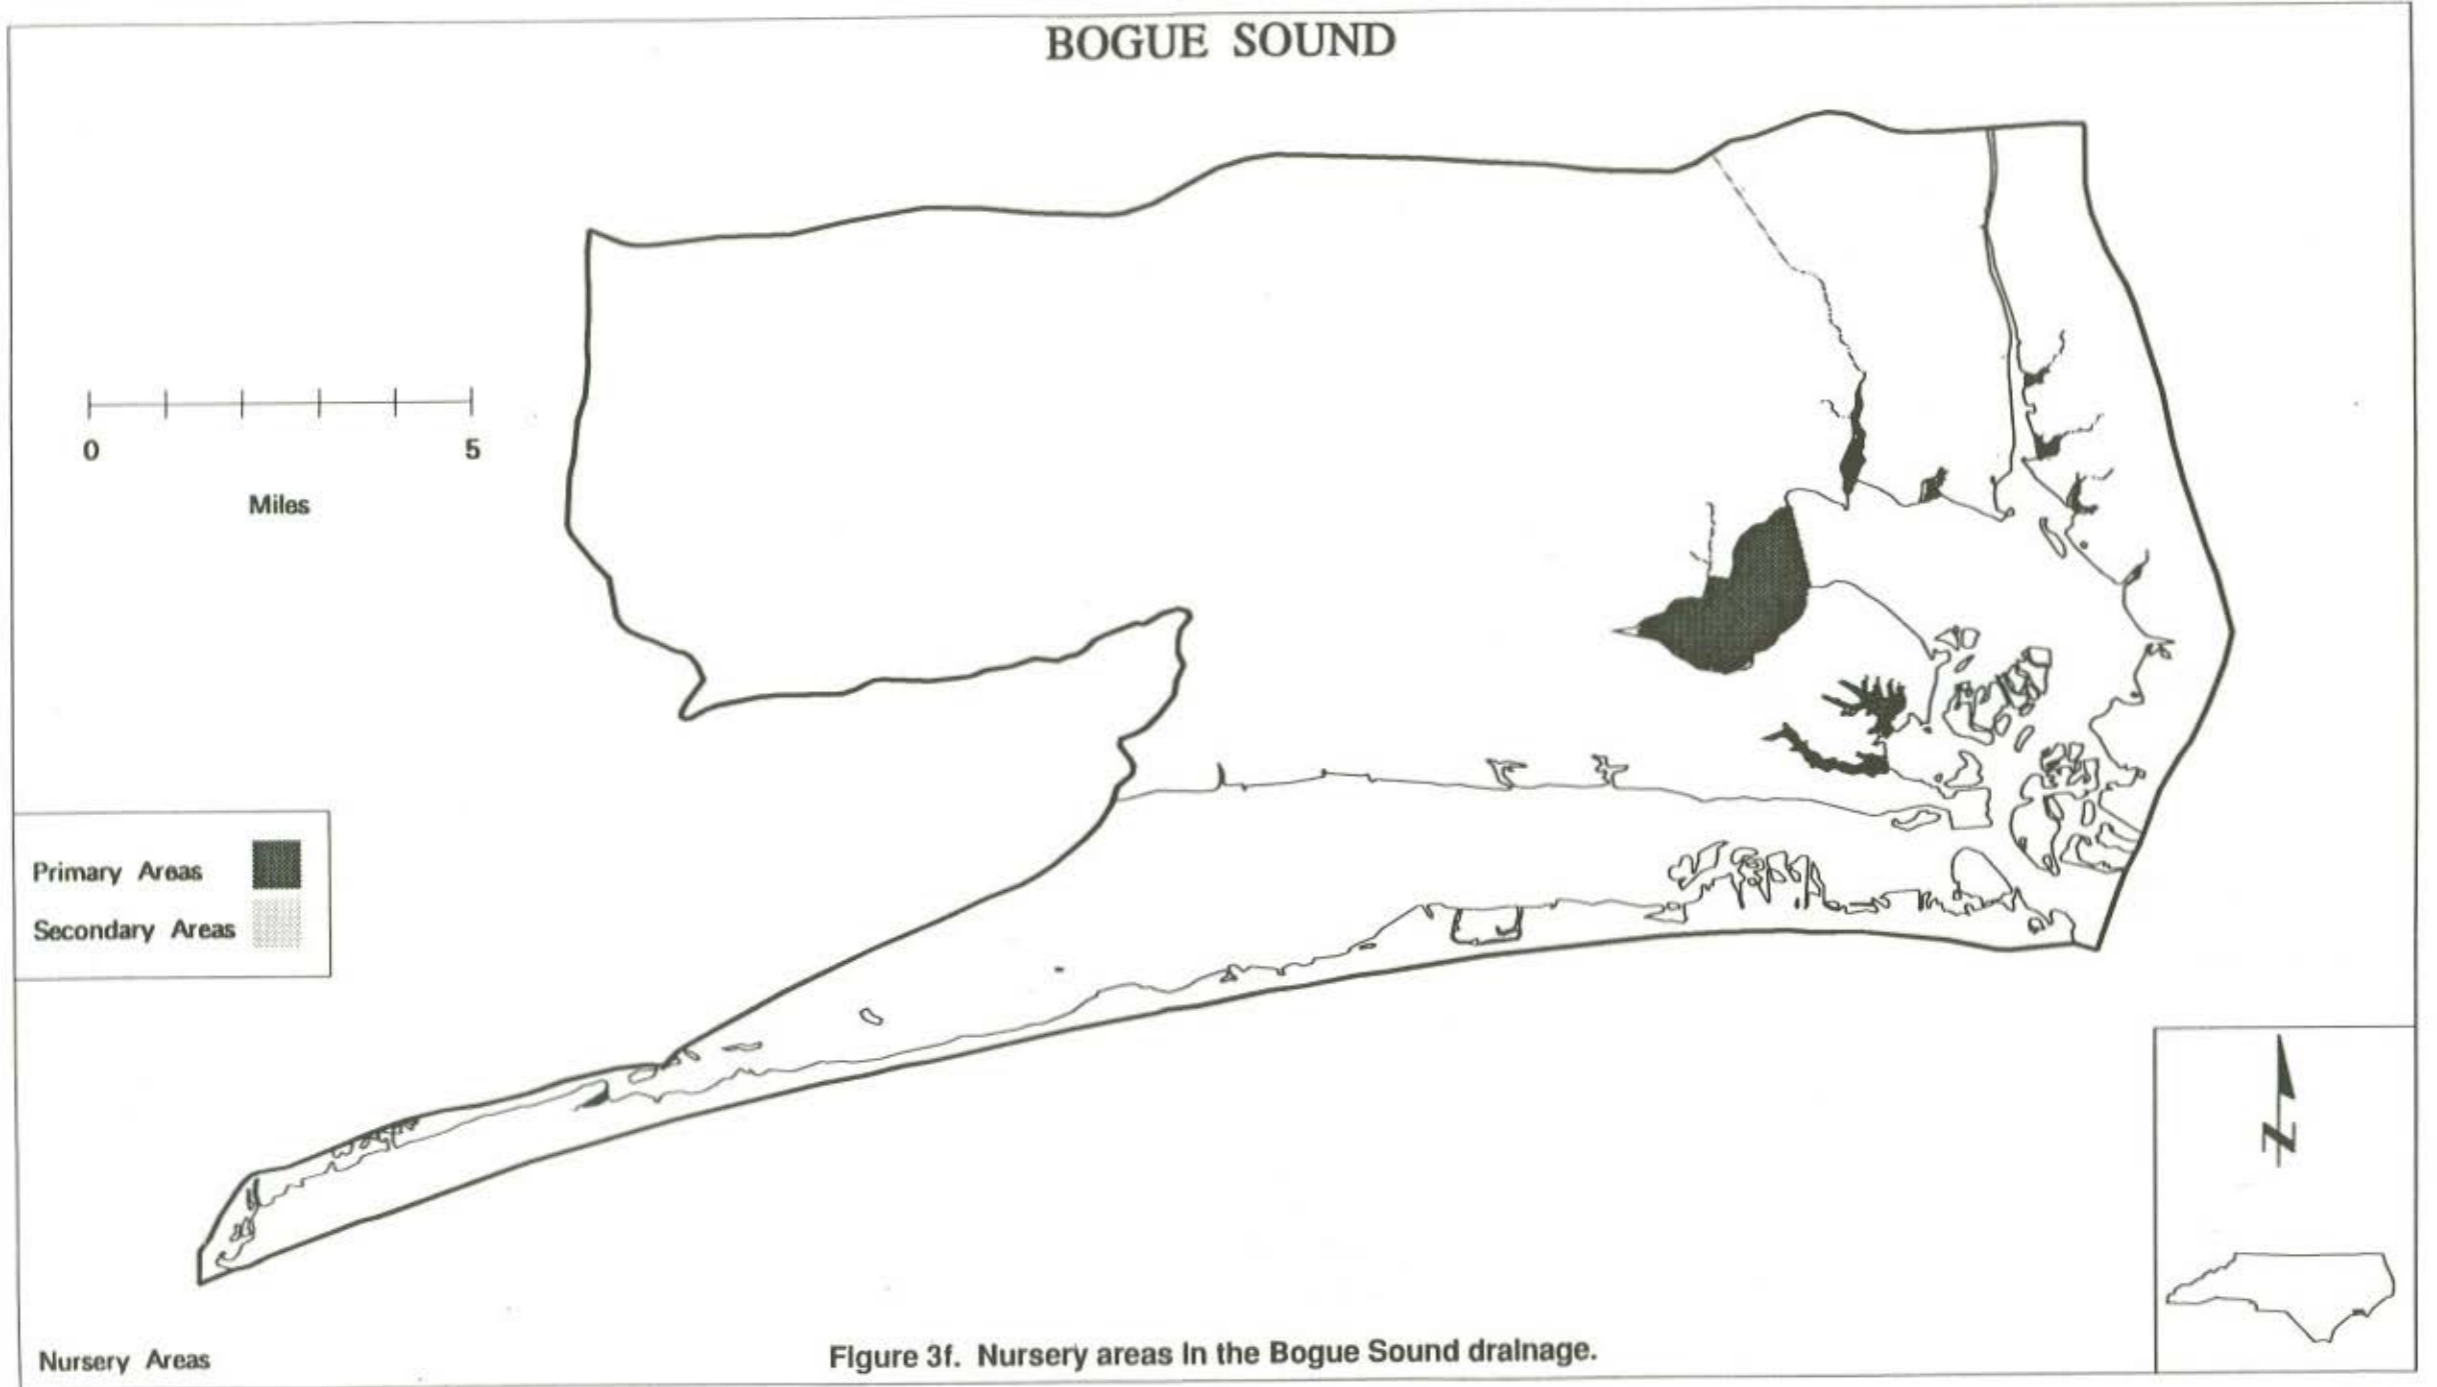 BOGUE SOUND
0 5
Miles
Primary Areas
Secondary Areas
N
Nursery Areas
Figure 3f. Nursery areas in the Bogue Sound drainage.